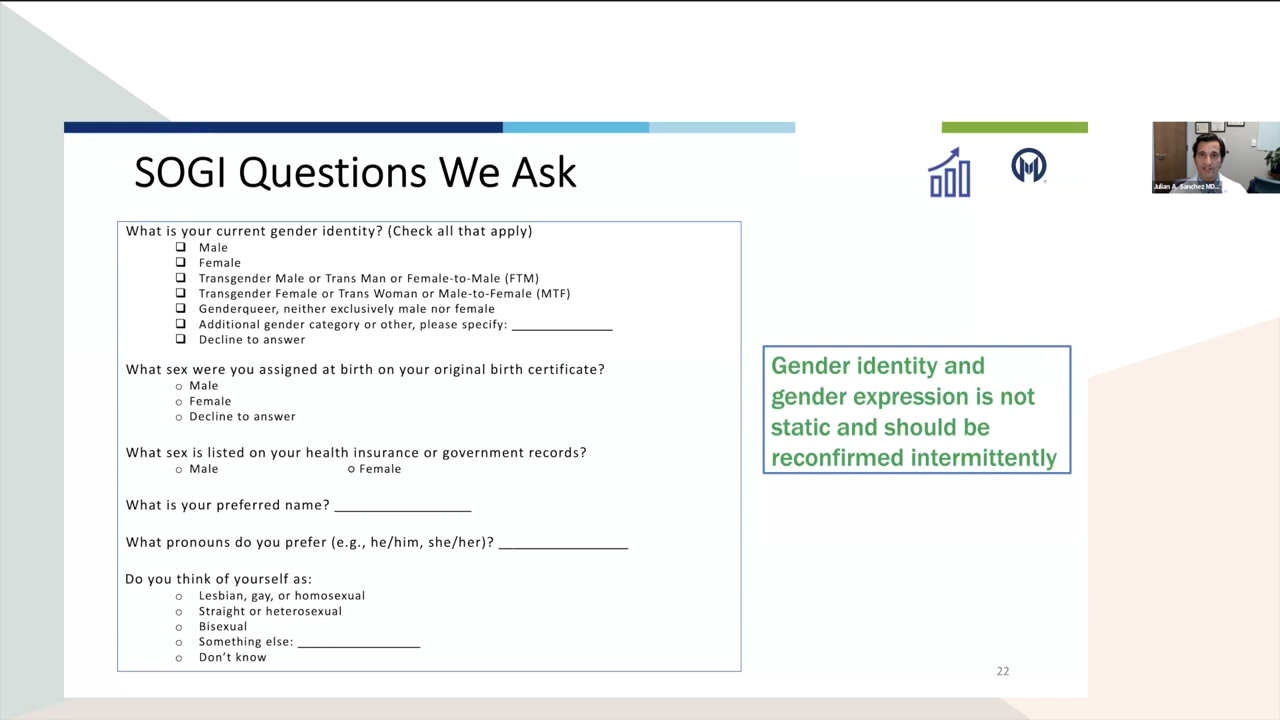 SOGI Questions We Ask
Julian A. Sanchez MD...
What is your current gender identity? (Check all that apply)
Male
Female
Transgender Male or Trans Man or Female-to-Male (FTM)
Transgender Female or Trans Woman or Male-to-Female (MTF)
Genderqueer, neither exclusively male nor female
Additional gender category or other, please specify: _______________
Decline to answer
What sex were you assigned at birth on your original birth certificate?
Male
Female
Decline to answer
What sex is listed on your health insurance or government records?
Male Female
What is your preferred name? _________________
What pronouns do you prefer (e.g., he/him, she/her)? ________________
Do you think of yourself as:
Lesbian, gay, or homosexual
Straight or heterosexual
Bisexual
Something else: __________________
Don't know
Gender identity and
gender expression is not
static and should be
reconfirmed intermittently
22